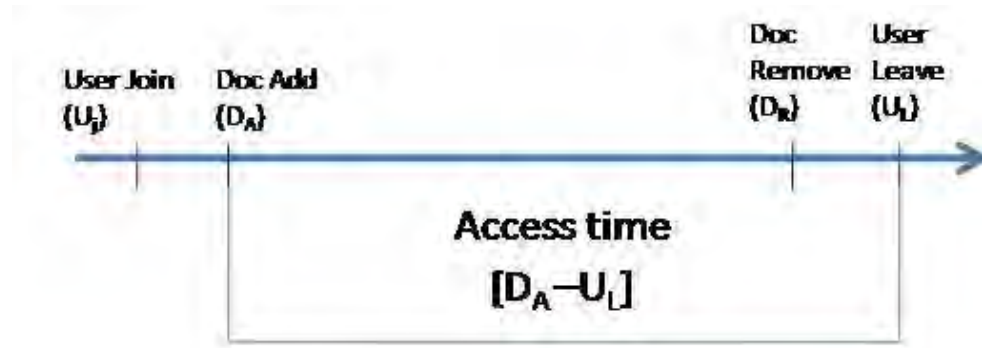 User Join
(Uj)
Doc Add
(DA)
Doc
Remove
(DR)
User
Leave
(UL)
Access time
[DA—UL]